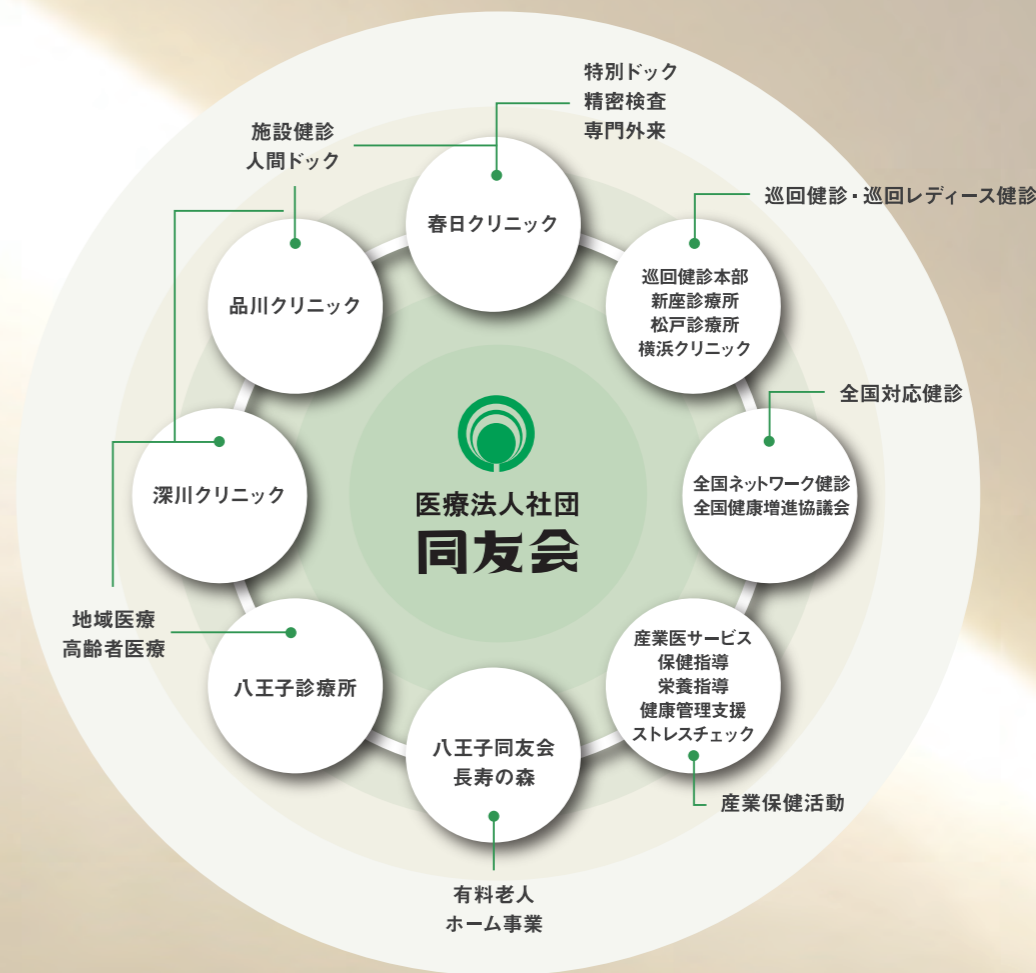 特別ドック
精密検査
専門外来
施設健診
人間ドック
巡回健診・巡回レディース健診
春日クリニック
巡回健診本部
新座診療所
松戸診療所
横浜クリニック
品川クリニック
全国対応健診
全国ネットワーク健診
全国健康増進協議会
深川クリニック
医療法人社団
同友会
地域医療
高齢者医療
産業医サービス
保健指導
栄養指導
健康管理支援
ストレスチェック
八王子診療所
八王子同友会
長寿の森
産業保健活動
有料老人
ホーム事業